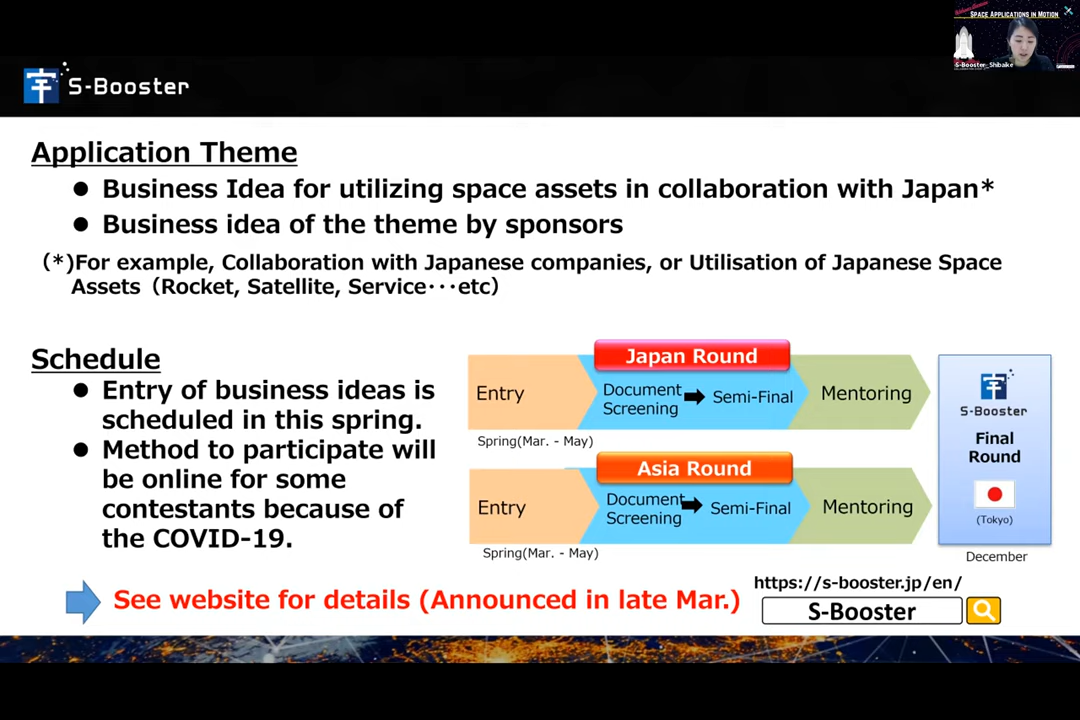 SPACE APPLICATIONS IN MOTION
S-Booster_Shibake
S-Booster
Application Theme
● Business Idea for utilizing space assets in collaboration with Japan*
● Business idea of the theme by sponsors
(*)For example, Collaboration with Japanese companies, or Utilisation of Japanese Space
Assets（Rocket, Satellite, Service･･･etc）
Schedule
● Entry of business ideas is
scheduled in this spring.
● Method to participate will
be online for some
contestants because of
the COVID-19.
Japan Round
Entry
Document
Screening
Semi-Final
Mentoring
Spring(Mar. - May)
Asia Round
Entry
Document
Screening
Semi-Final
Mentoring
Spring(Mar. - May)
S-Booster
Final
Round
(Tokyo)
December
See website for details (Announced in late Mar.)
https://s-booster.jp/en/
S-Booster